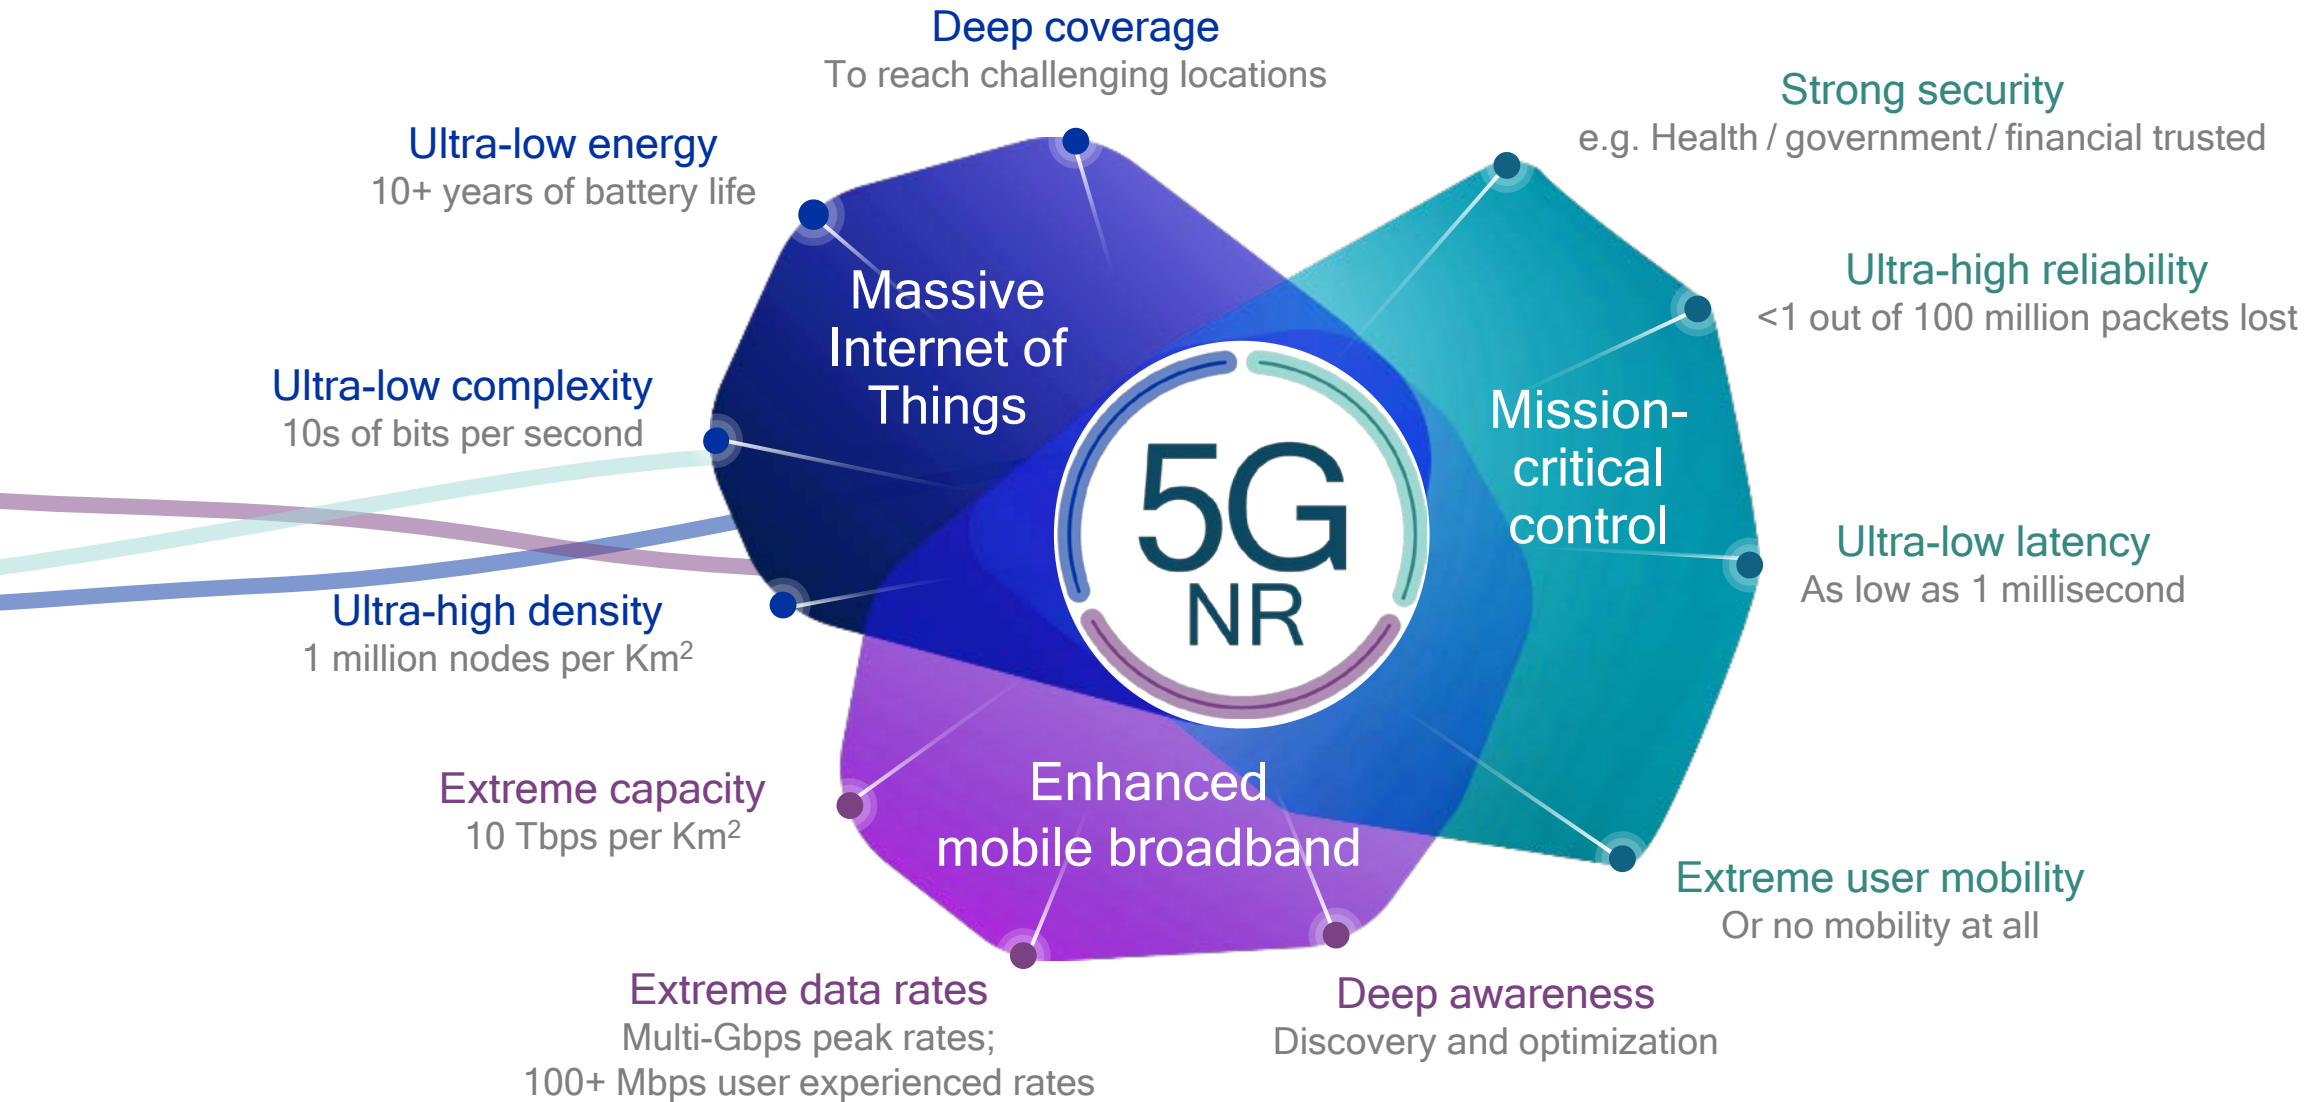 Deep coverage
To reach challenging locations
Strong security
e.g. Health / government / financial trusted
Ultra-low energy
10+ years of battery life
Ultra-high reliability
<1 out of 100 million packets lost
Massive
Internet of
Things
Ultra-low complexity
10s of bits per second
Mission-
critical
control
5G
NR
Ultra-low latency
As low as 1 millisecond
Ultra-high density
1 million nodes per Km²
Extreme capacity
10 Tbps per Km²
Enhanced
mobile broadband
Extreme user mobility
Or no mobility at all
Extreme data rates
Multi-Gbps peak rates;
100+ Mbps user experienced rates
Deep awareness
Discovery and optimization